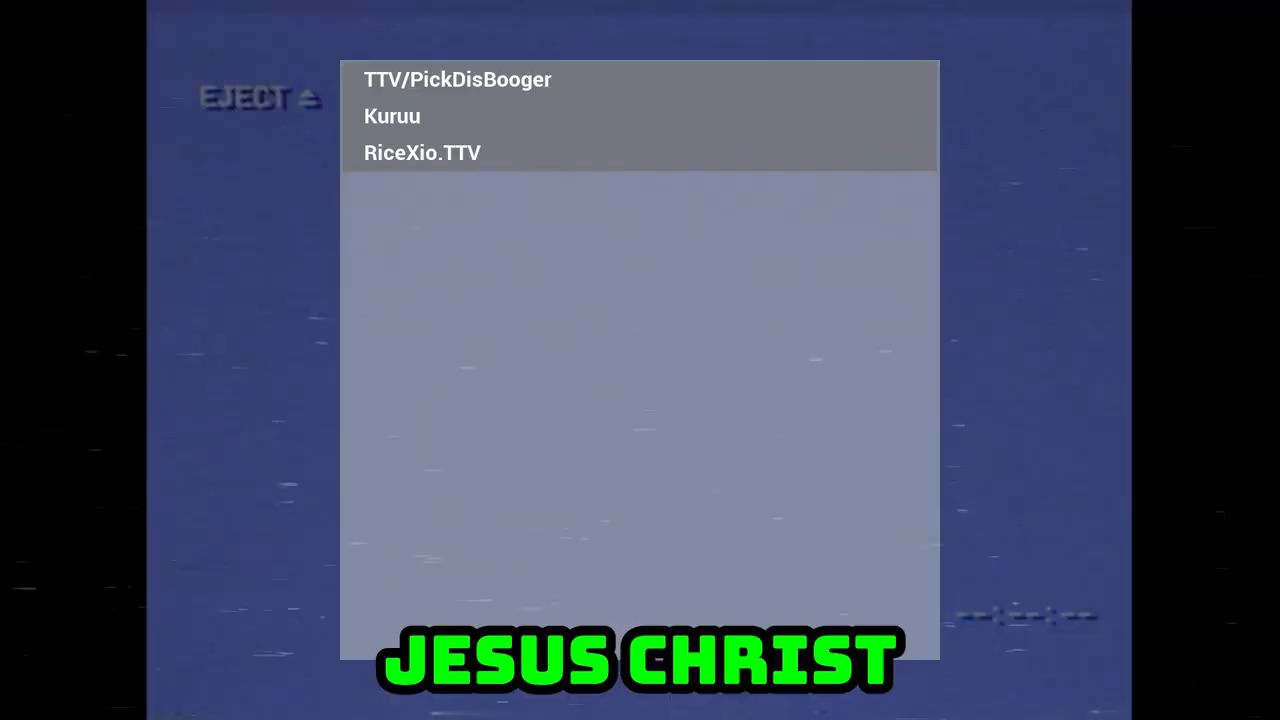 TTV/PickDisBooger
EJECT ⏏
Kuruu
RiceXio.TTV
--:--:--
JESUS CHRIST